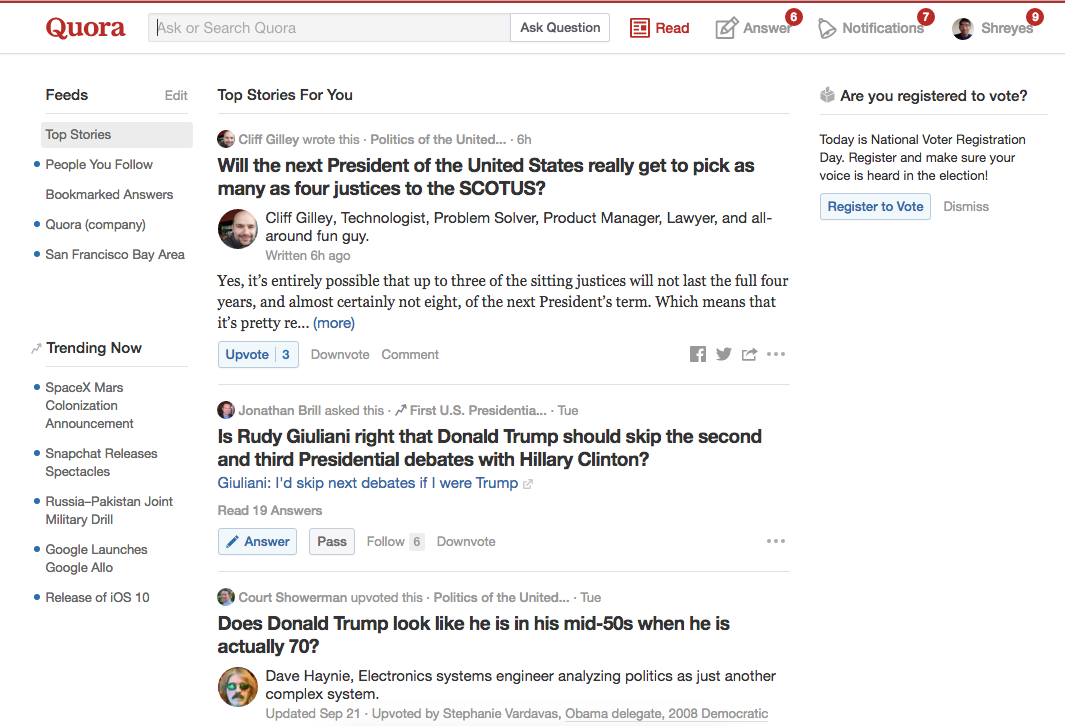 Quora
Ask or Search Quora
Ask Question
Read
Answer
6
Notifications
7
Shreyes
9
Feeds
Edit
Top Stories
People You Follow
Bookmarked Answers
Quora (company)
San Francisco Bay Area
Trending Now
SpaceX Mars
Colonization
Announcement
Snapchat Releases
Spectacles
Russia–Pakistan Joint
Military Drill
Google Launches
Google Allo
Release of iOS 10
Top Stories For You
Cliff Gilley wrote this · Politics of the United... · 6h
Will the next President of the United States really get to pick as
many as four justices to the SCOTUS?
Cliff Gilley, Technologist, Problem Solver, Product Manager, Lawyer, and all-
around fun guy.
Written 6h ago
Yes, it’s entirely possible that up to three of the sitting justices will not last the full four
years, and almost certainly not eight, of the next President’s term. Which means that
it’s pretty re... (more)
Upvote 3 Downvote Comment
Jonathan Brill asked this · First U.S. Presidentia... · Tue
Is Rudy Giuliani right that Donald Trump should skip the second
and third Presidential debates with Hillary Clinton?
Giuliani: I'd skip next debates if I were Trump
Read 19 Answers
Answer Pass Follow 6 Downvote
Court Showerman upvoted this · Politics of the United... · Tue
Does Donald Trump look like he is in his mid-50s when he is
actually 70?
Dave Haynie, Electronics systems engineer analyzing politics as just another
complex system.
Updated Sep 21 · Upvoted by Stephanie Vardavas, Obama delegate, 2008 Democratic
Are you registered to vote?
Today is National Voter Registration
Day. Register and make sure your
voice is heard in the election!
Register to Vote Dismiss